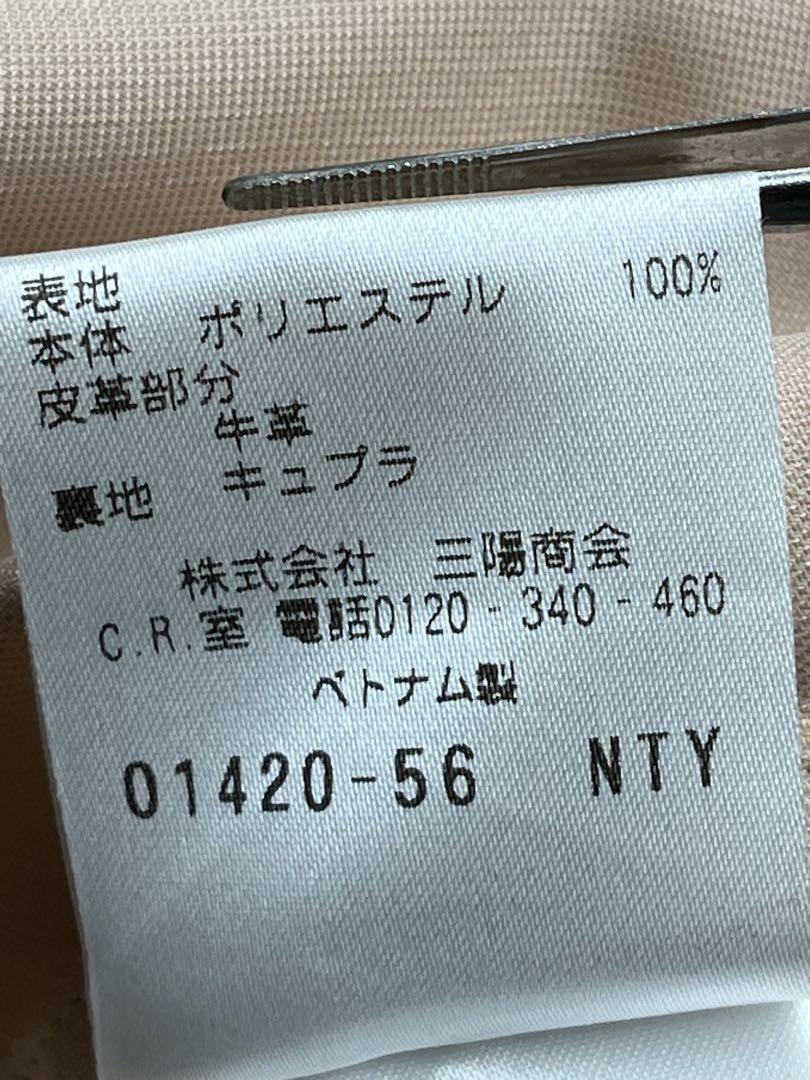 表地
本体 ポリエステル 100%
皮革部分
牛革
裏地 キュプラ
株式会社 三陽商会
C.R.室 電話0120-340-460
ベトナム製
01420-56 NTY